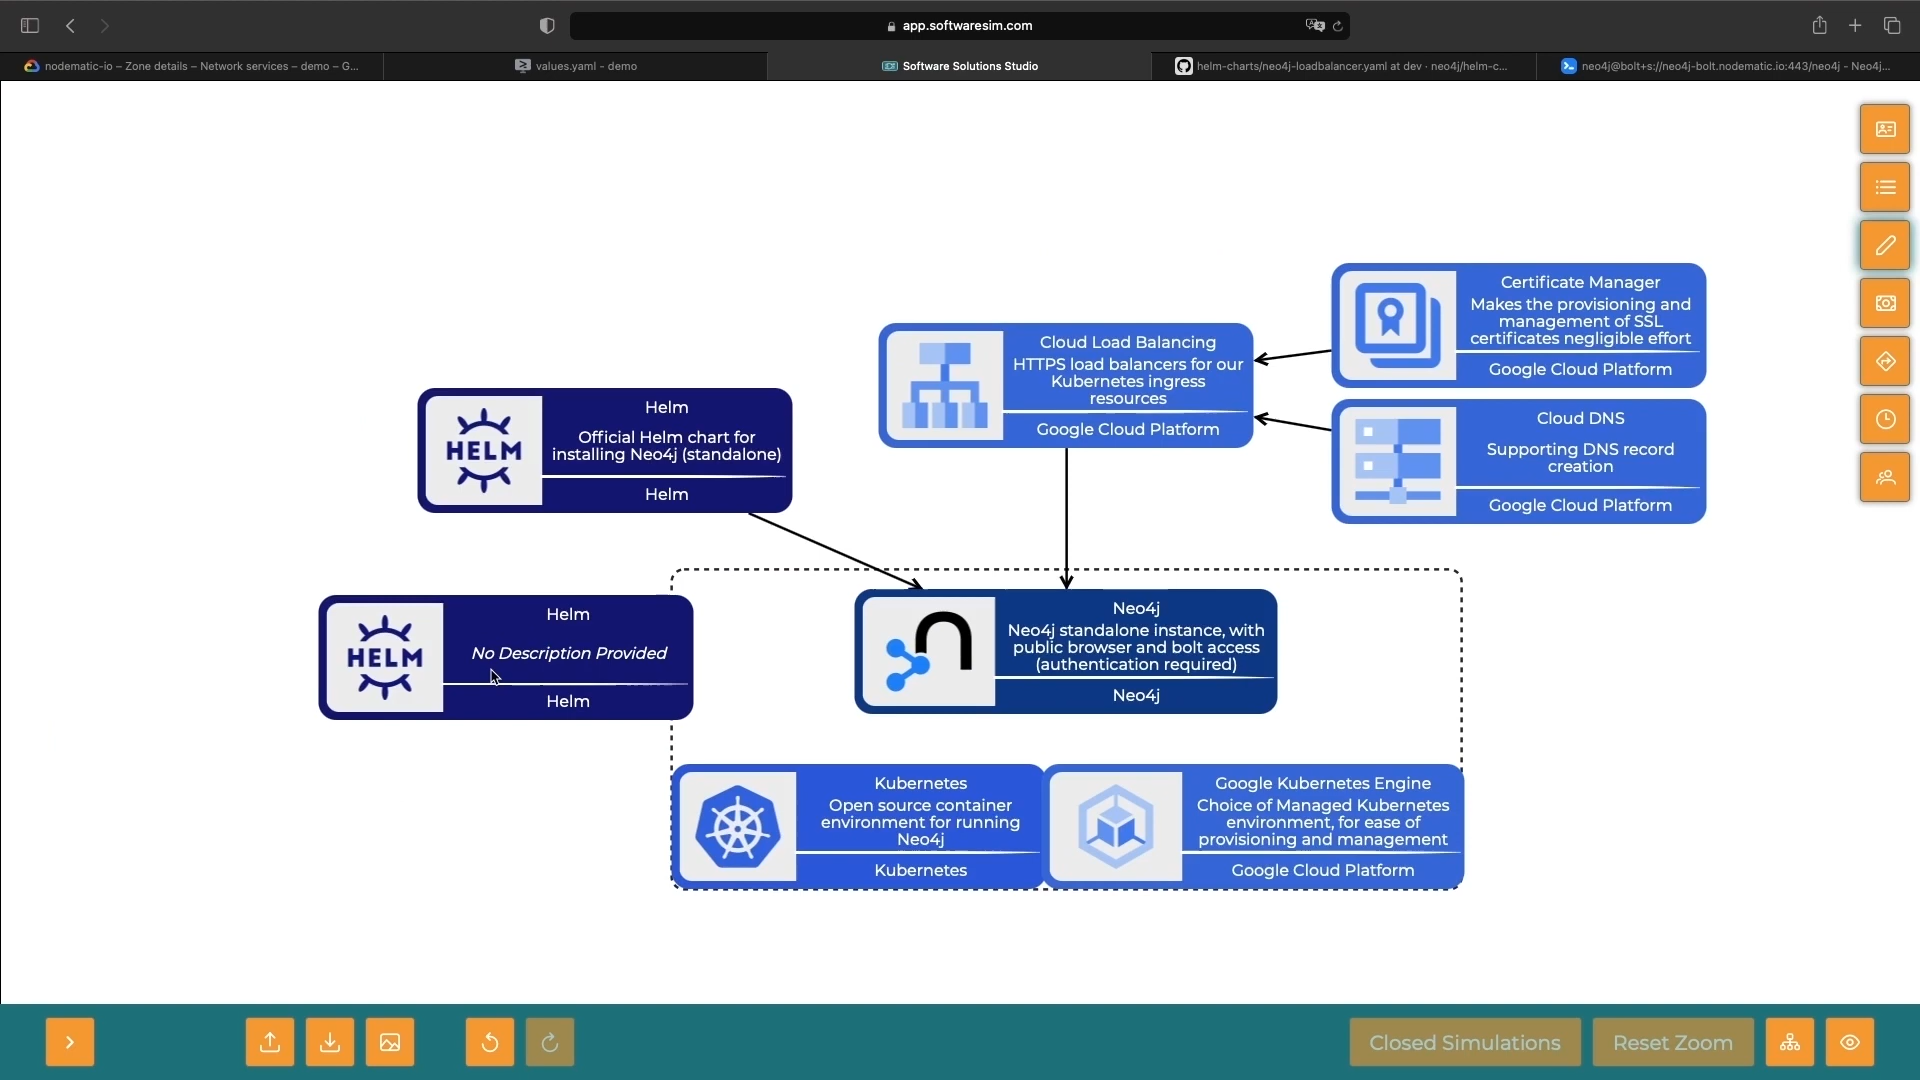 app.softwaresim.com
nodematic-io – Zone details – Network services – demo – G...
values.yaml - demo
Software Solutions Studio
helm-charts/neo4j-loadbalancer.yaml at dev · neo4j/helm-c...
neo4j@bolt+s://neo4j-bolt.nodematic.io:443/neo4j - Neo4j...
Certificate Manager
Makes the provisioning and
management of SSL
certificates negligible effort
Google Cloud Platform
Cloud Load Balancing
HTTPS load balancers for our
Kubernetes ingress
resources
Google Cloud Platform
HELM
Helm
Official Helm chart for
installing Neo4j (standalone)
Helm
Cloud DNS
Supporting DNS record
creation
Google Cloud Platform
HELM
Helm
No Description Provided
Helm
Neo4j
Neo4j standalone instance, with
public browser and bolt access
(authentication required)
Neo4j
Kubernetes
Open source container
environment for running
Neo4j
Kubernetes
Google Kubernetes Engine
Choice of Managed Kubernetes
environment, for ease of
provisioning and management
Google Cloud Platform
Closed Simulations
Reset Zoom